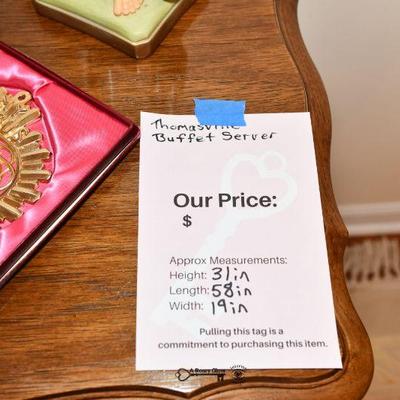 Thomasville
Buffet Server
Our Price:
$
Approx Measurements:
Height: 31in
Length: 58in
Width: 19in
Pulling this tag is a
commitment to purchasing this item.